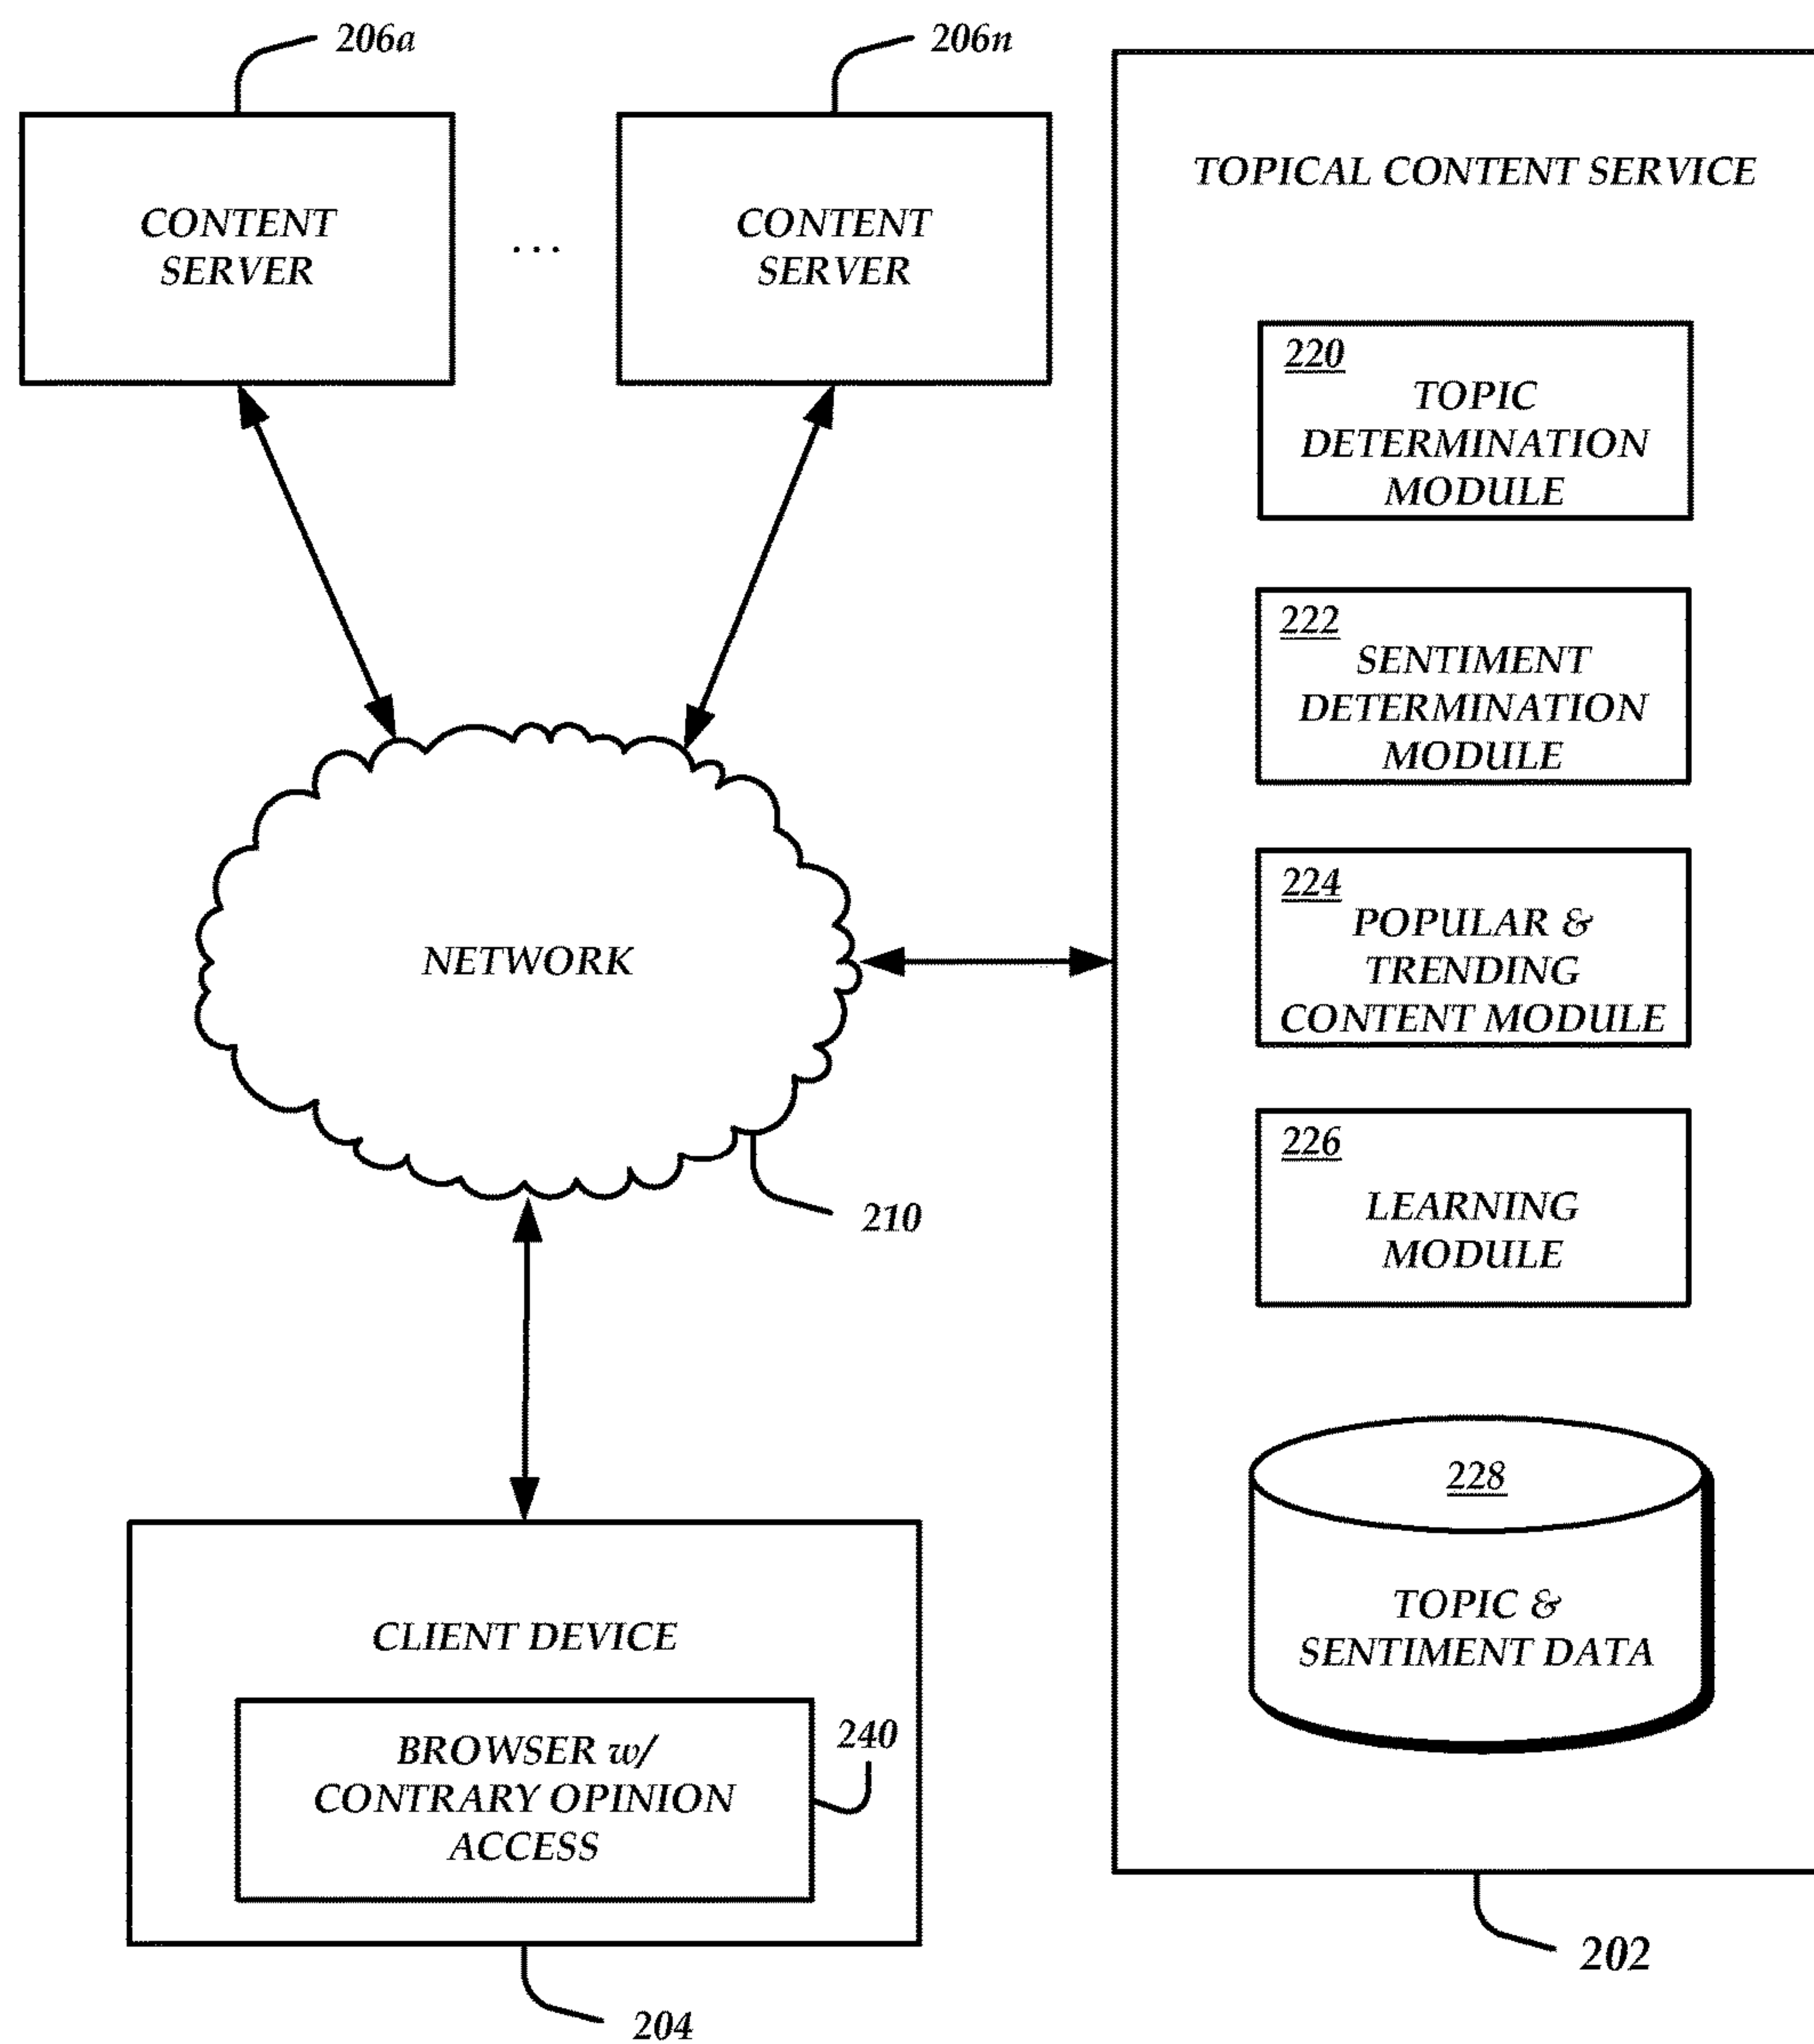 206a
206n
CONTENT
SERVER
...
CONTENT
SERVER
TOPICAL CONTENT SERVICE
220
TOPIC
DETERMINATION
MODULE
222
SENTIMENT
DETERMINATION
MODULE
224
POPULAR &
TRENDING
CONTENT MODULE
226
LEARNING
MODULE
228
TOPIC &
SENTIMENT DATA
202
NETWORK
210
CLIENT DEVICE
BROWSER w/
CONTRARY OPINION
ACCESS
240
204